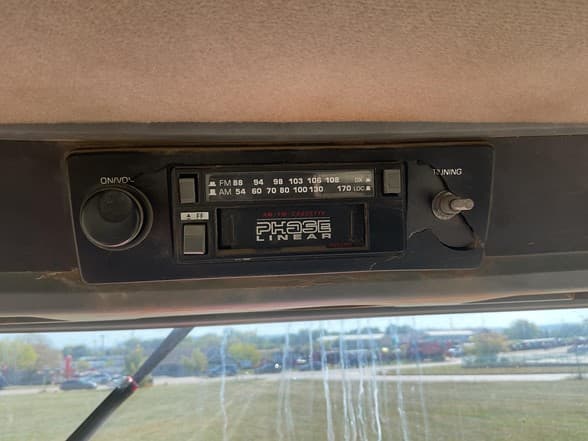 ON/VOL
TUNING
FM 88 94 98 103 106 108 DX
AM 54 60 70 80 100 130 170 LOC
FF
AM/FM CASSETTE
PHASE
LINEAR